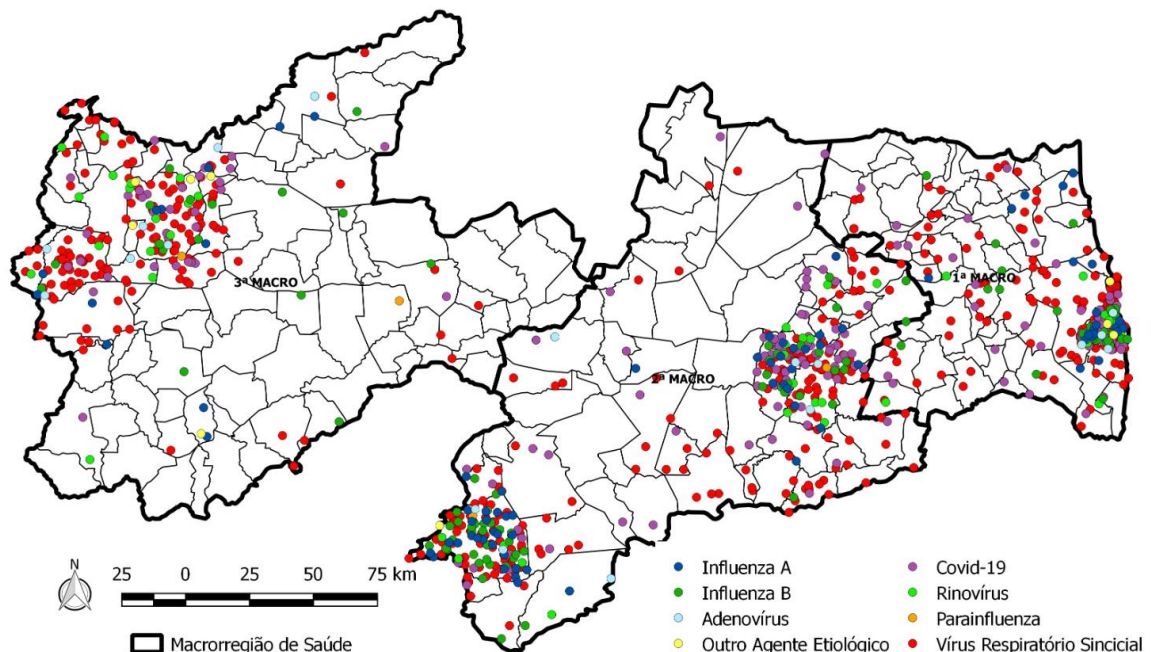 3ª MACRO
1ª MACRO
2ª MACRO
N
25 0 25 50 75 km
Macrorregião de Saúde
Influenza A
Influenza B
Adenovírus
Outro Agente Etiológico
Covid-19
Rinovírus
Parainfluenza
Vírus Respiratório Sincicial